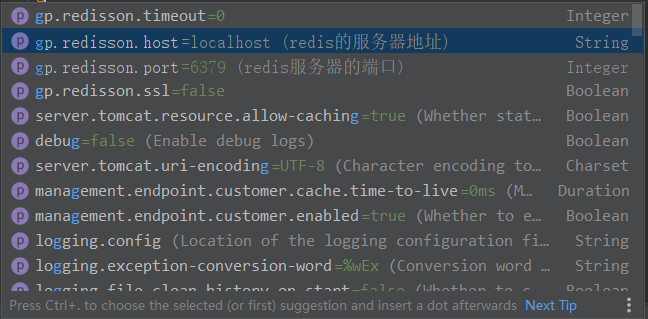 p gp.redisson.timeout=0 Integer
p gp.redisson.host=localhost (redis的服务器地址) String
p gp.redisson.port=6379 (redis服务器的端口) Integer
p gp.redisson.ssl=false Boolean
p server.tomcat.resource.allow-caching=true (Whether stat… Boolean
p debug=false (Enable debug logs) Boolean
p server.tomcat.uri-encoding=UTF-8 (Character encoding to… Charset
p management.endpoint.customer.cache.time-to-live=0ms (M… Duration
p management.endpoint.customer.enabled=true (Whether to e… Boolean
p logging.config (Location of the logging configuration fi… String
p logging.exception-conversion-word=%wEx (Conversion word … String
p logging.file.clean-history-on-start=false (Whether to c… Boolean
Press Ctrl+. to choose the selected (or first) suggestion and insert a dot afterwards Next Tip